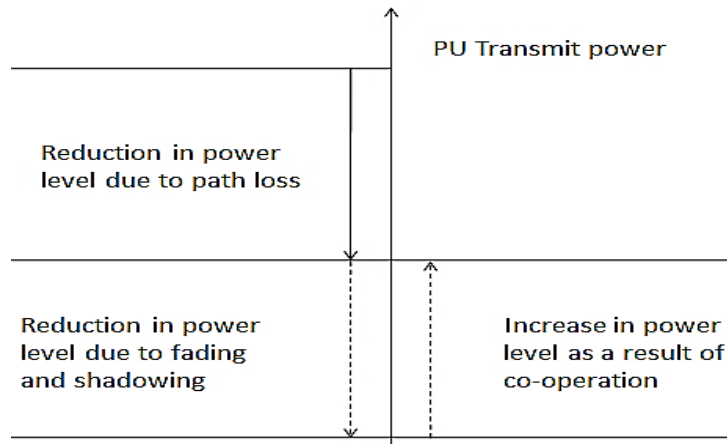 PU Transmit power
Reduction in power
level due to path loss
Reduction in power
level due to fading
and shadowing
Increase in power
level as a result of
co-operation